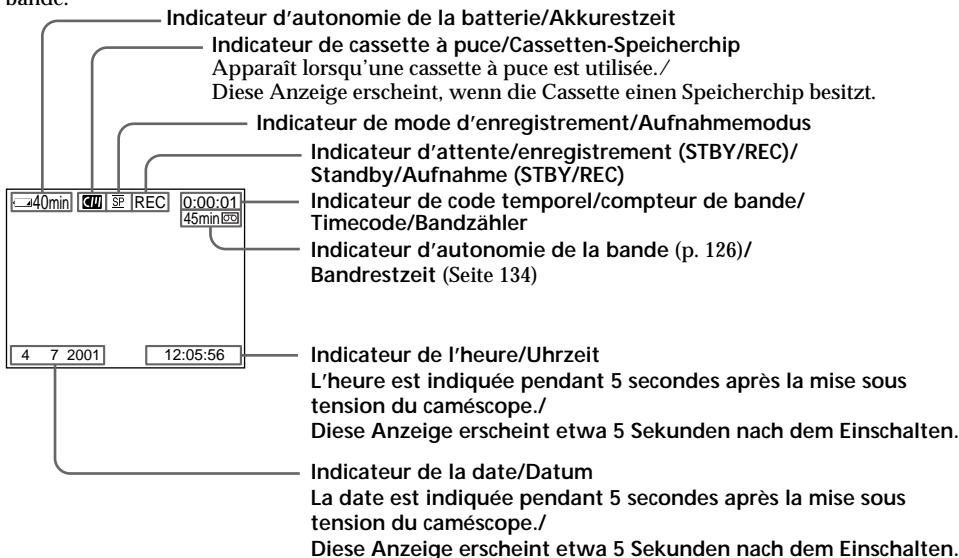 bande.
Indicateur d'autonomie de la batterie/Akkurestzeit
Indicateur de cassette à puce/Cassetten-Speicherchip
Apparaît lorsqu'une cassette à puce est utilisée./
Diese Anzeige erscheint, wenn die Cassette einen Speicherchip besitzt.
Indicateur de mode d'enregistrement/Aufnahmemodus
Indicateur d'attente/enregistrement (STBY/REC)/
Standby/Aufnahme (STBY/REC)
40min SP REC 0:00:01
45min
Indicateur de code temporel/compteur de bande/
Timecode/Bandzähler
Indicateur d'autonomie de la bande (p. 126)/
Bandrestzeit (Seite 134)
4 7 2001 12:05:56
Indicateur de l'heure/Uhrzeit
L'heure est indiquée pendant 5 secondes après la mise sous
tension du caméscope./
Diese Anzeige erscheint etwa 5 Sekunden nach dem Einschalten.
Indicateur de la date/Datum
La date est indiquée pendant 5 secondes après la mise sous
tension du caméscope./
Diese Anzeige erscheint etwa 5 Sekunden nach dem Einschalten.